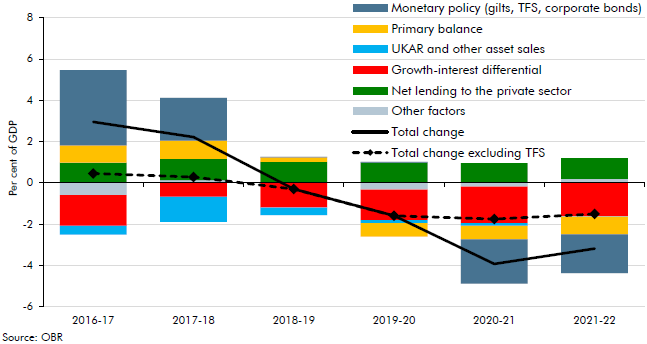 8
6
4
2
0
-2
-4
-6
Per cent of GDP
Monetary policy (gilts, TFS, corporate bonds)
Primary balance
UKAR and other asset sales
Growth-interest differential
Net lending to the private sector
Other factors
Total change
Total change excluding TFS
2016-17
2017-18
2018-19
2019-20
2020-21
2021-22
Source: OBR